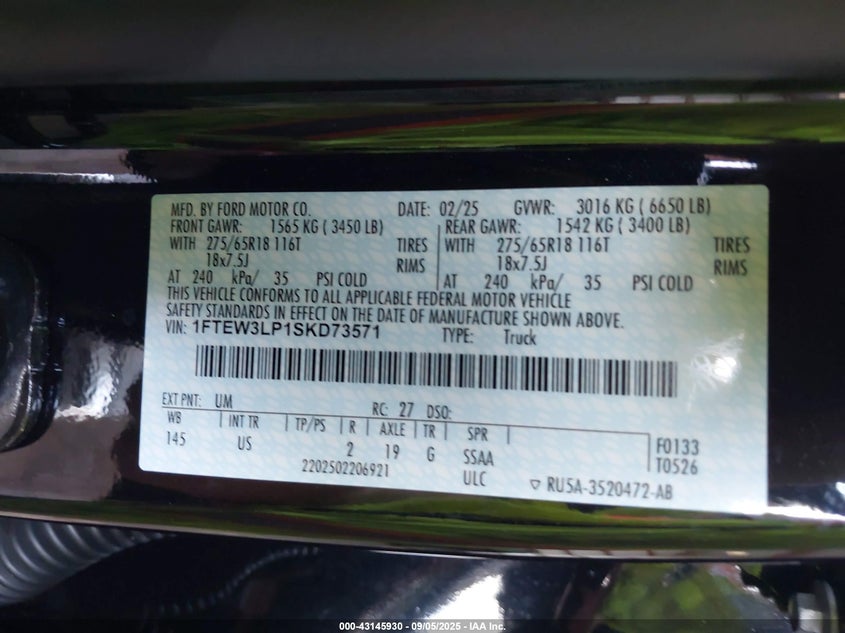 MFD. BY FORD MOTOR CO. DATE: 02/25 GVWR: 3016 KG ( 6650 LB)
FRONT GAWR: 1565 KG ( 3450 LB) REAR GAWR: 1542 KG ( 3400 LB)
WITH 275/65R18 116T TIRES WITH 275/65R18 116T TIRES
18x7.5J RIMS 18x7.5J RIMS
AT 240 kPa/ 35 PSI COLD AT 240 kPa/ 35 PSI COLD
THIS VEHICLE CONFORMS TO ALL APPLICABLE FEDERAL MOTOR VEHICLE
SAFETY STANDARDS IN EFFECT ON THE DATE OF MANUFACTURE SHOWN ABOVE.
VIN: 1FTEW3LP1SKD73571 TYPE: Truck
EXT PNT: UM RC: 27 DSO:
WB INT TR TP/PS R AXLE TR SPR
145 US 2 19 G SSAA F0133
2202502206921 ULC T0526
▽ RU5A-3520472-AB
000-43145930 - 09/05/2025 - IAA Inc.